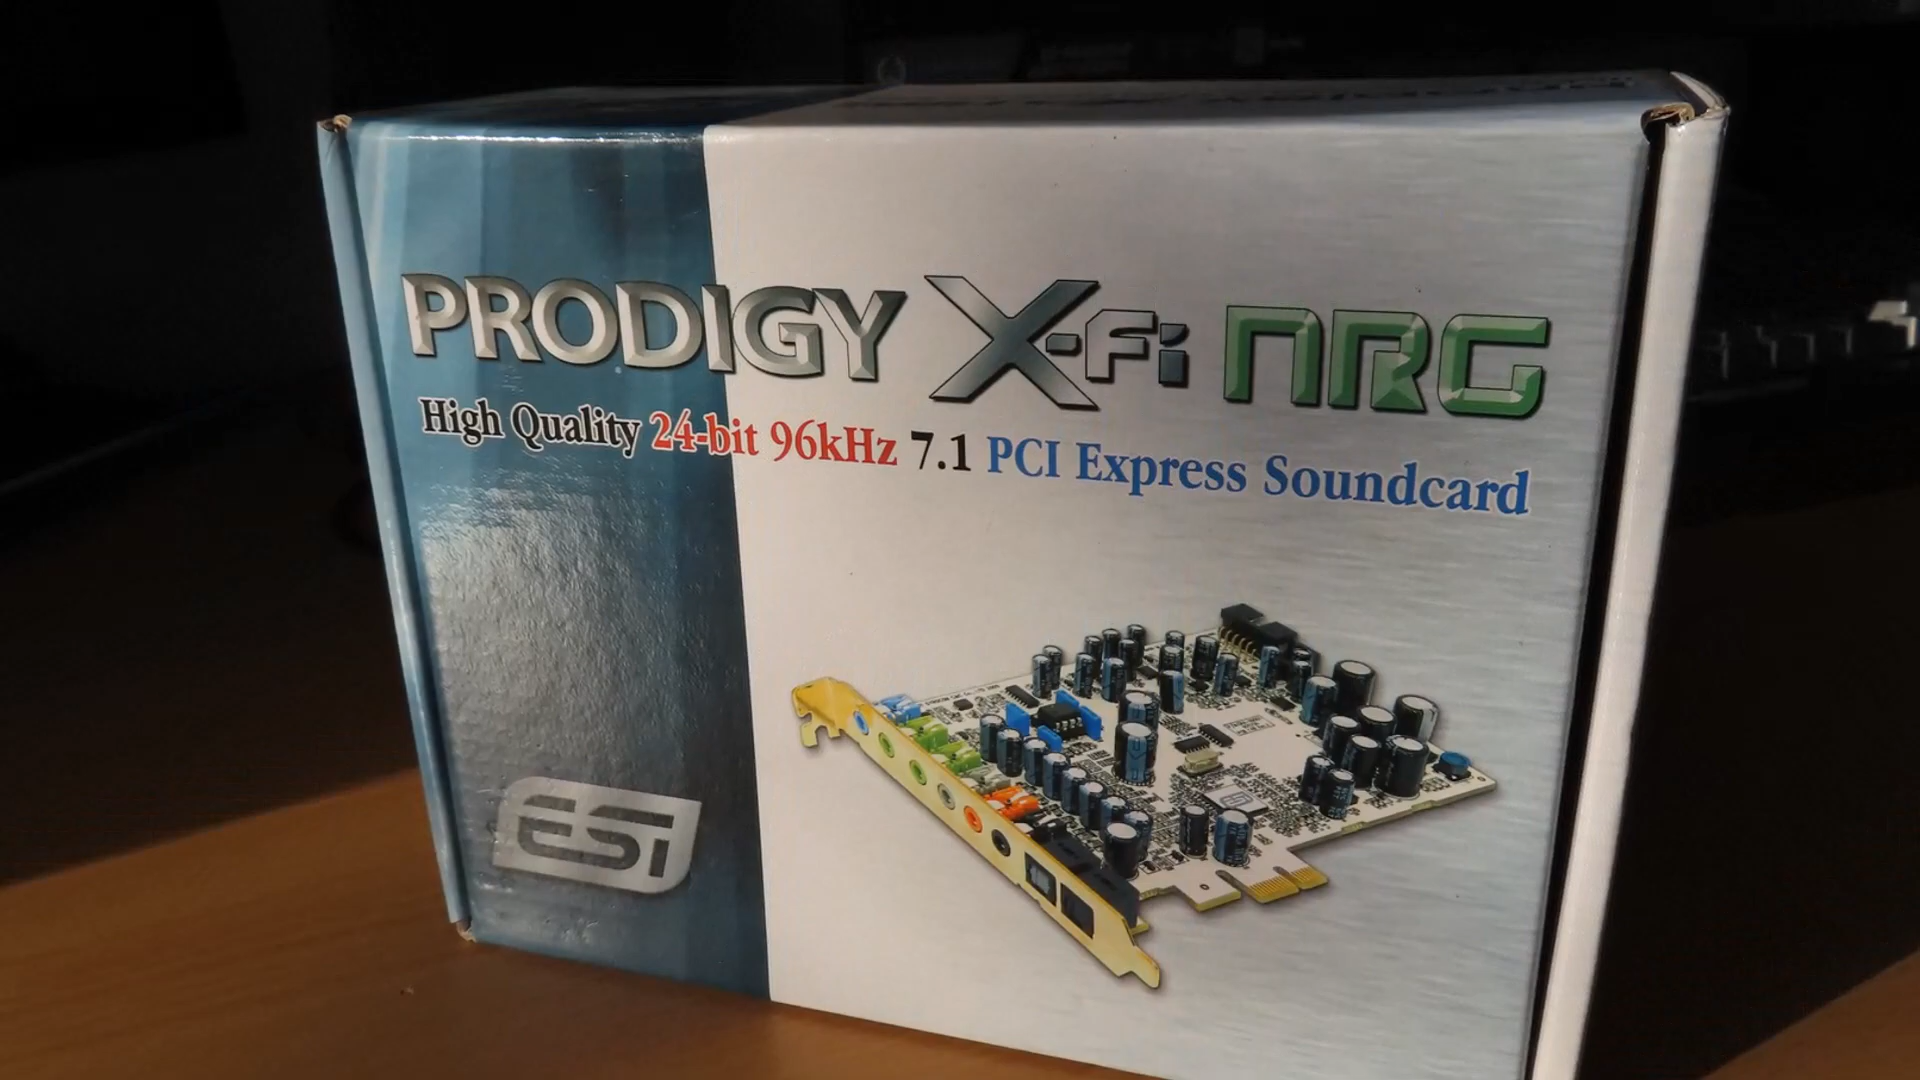 PRODIGY X-Fi NRG
High Quality 24-bit 96kHz 7.1 PCI Express Soundcard
ESI